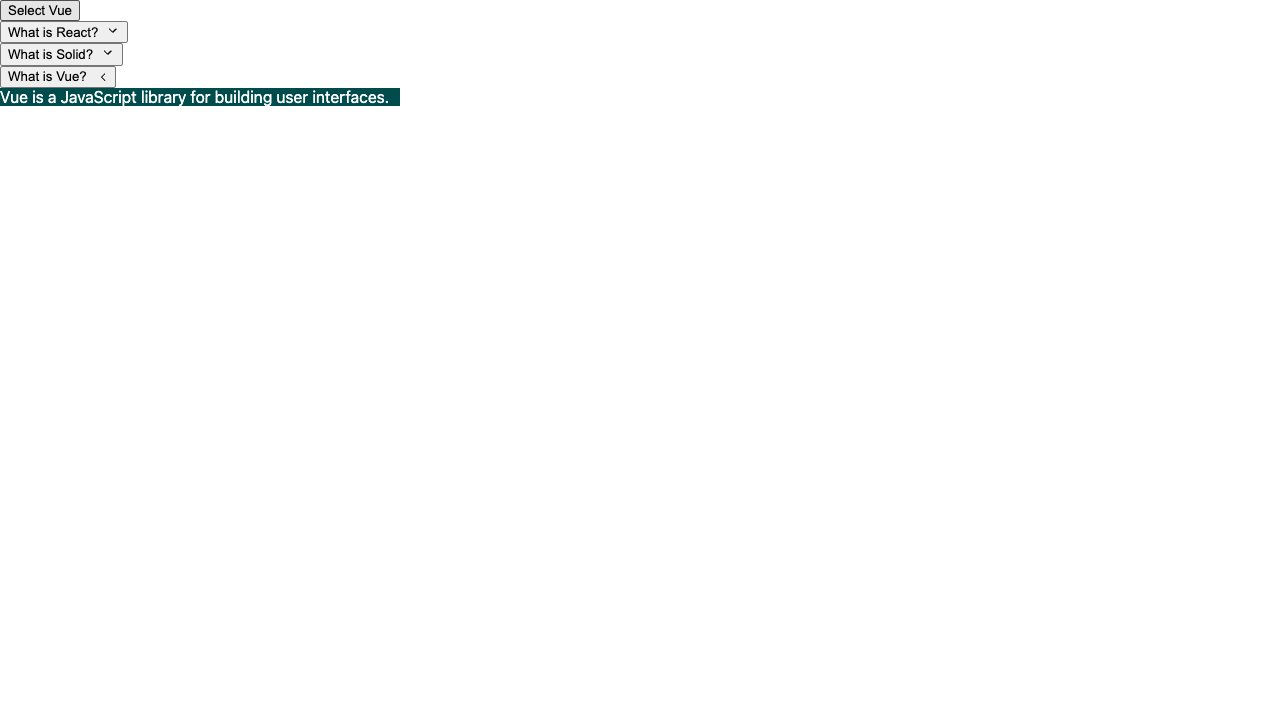 Select Vue
What is React?
What is Solid?
What is Vue?
Vue is a JavaScript library for building user interfaces.